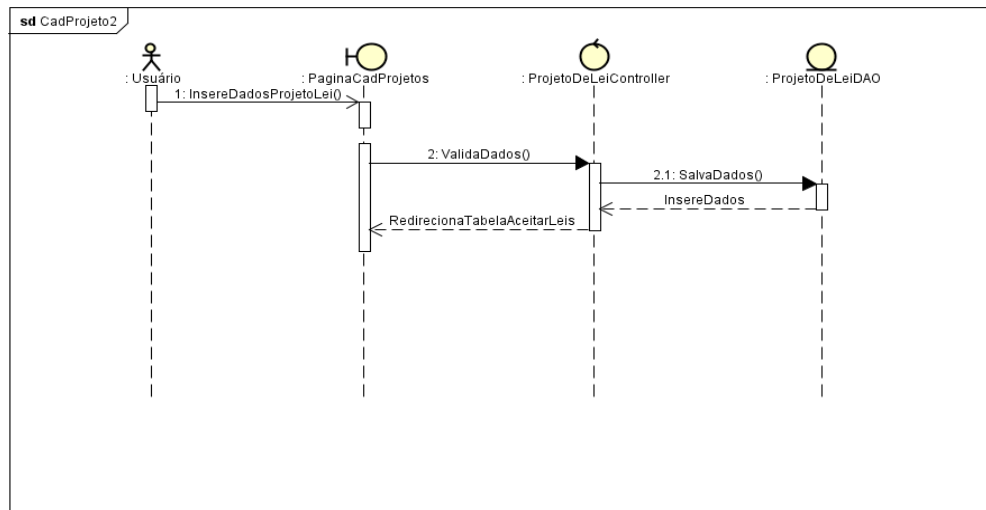 sd CadProjeto2
: Usuário
: PaginaCadProjetos
: ProjetoDeLeiController
: ProjetoDeLeiDAO
1: InsereDadosProjetoLei()
2: ValidaDados()
2.1: SalvaDados()
InsereDados
RedirecionaTabelaAceitarLeis